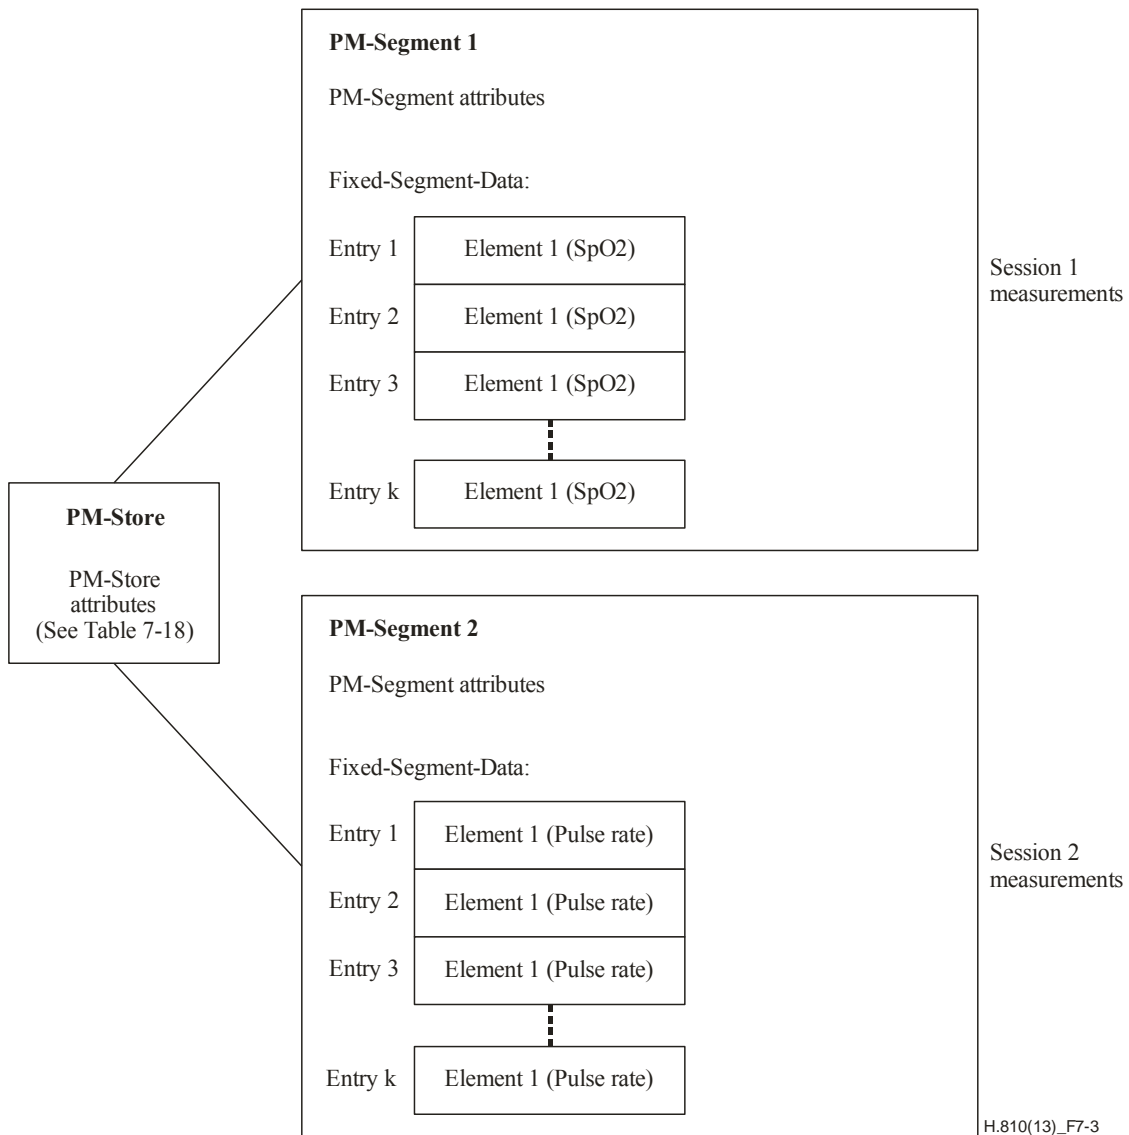 PM-Segment 1
PM-Segment attributes
Fixed-Segment-Data:
Entry 1 Element 1 (SpO2)
Entry 2 Element 1 (SpO2)
Entry 3 Element 1 (SpO2)
Entry k Element 1 (SpO2)
Session 1
measurements
PM-Store
PM-Store
attributes
(See Table 7-18)
PM-Segment 2
PM-Segment attributes
Fixed-Segment-Data:
Entry 1 Element 1 (Pulse rate)
Entry 2 Element 1 (Pulse rate)
Entry 3 Element 1 (Pulse rate)
Entry k Element 1 (Pulse rate)
Session 2
measurements
H.810(13)_F7-3